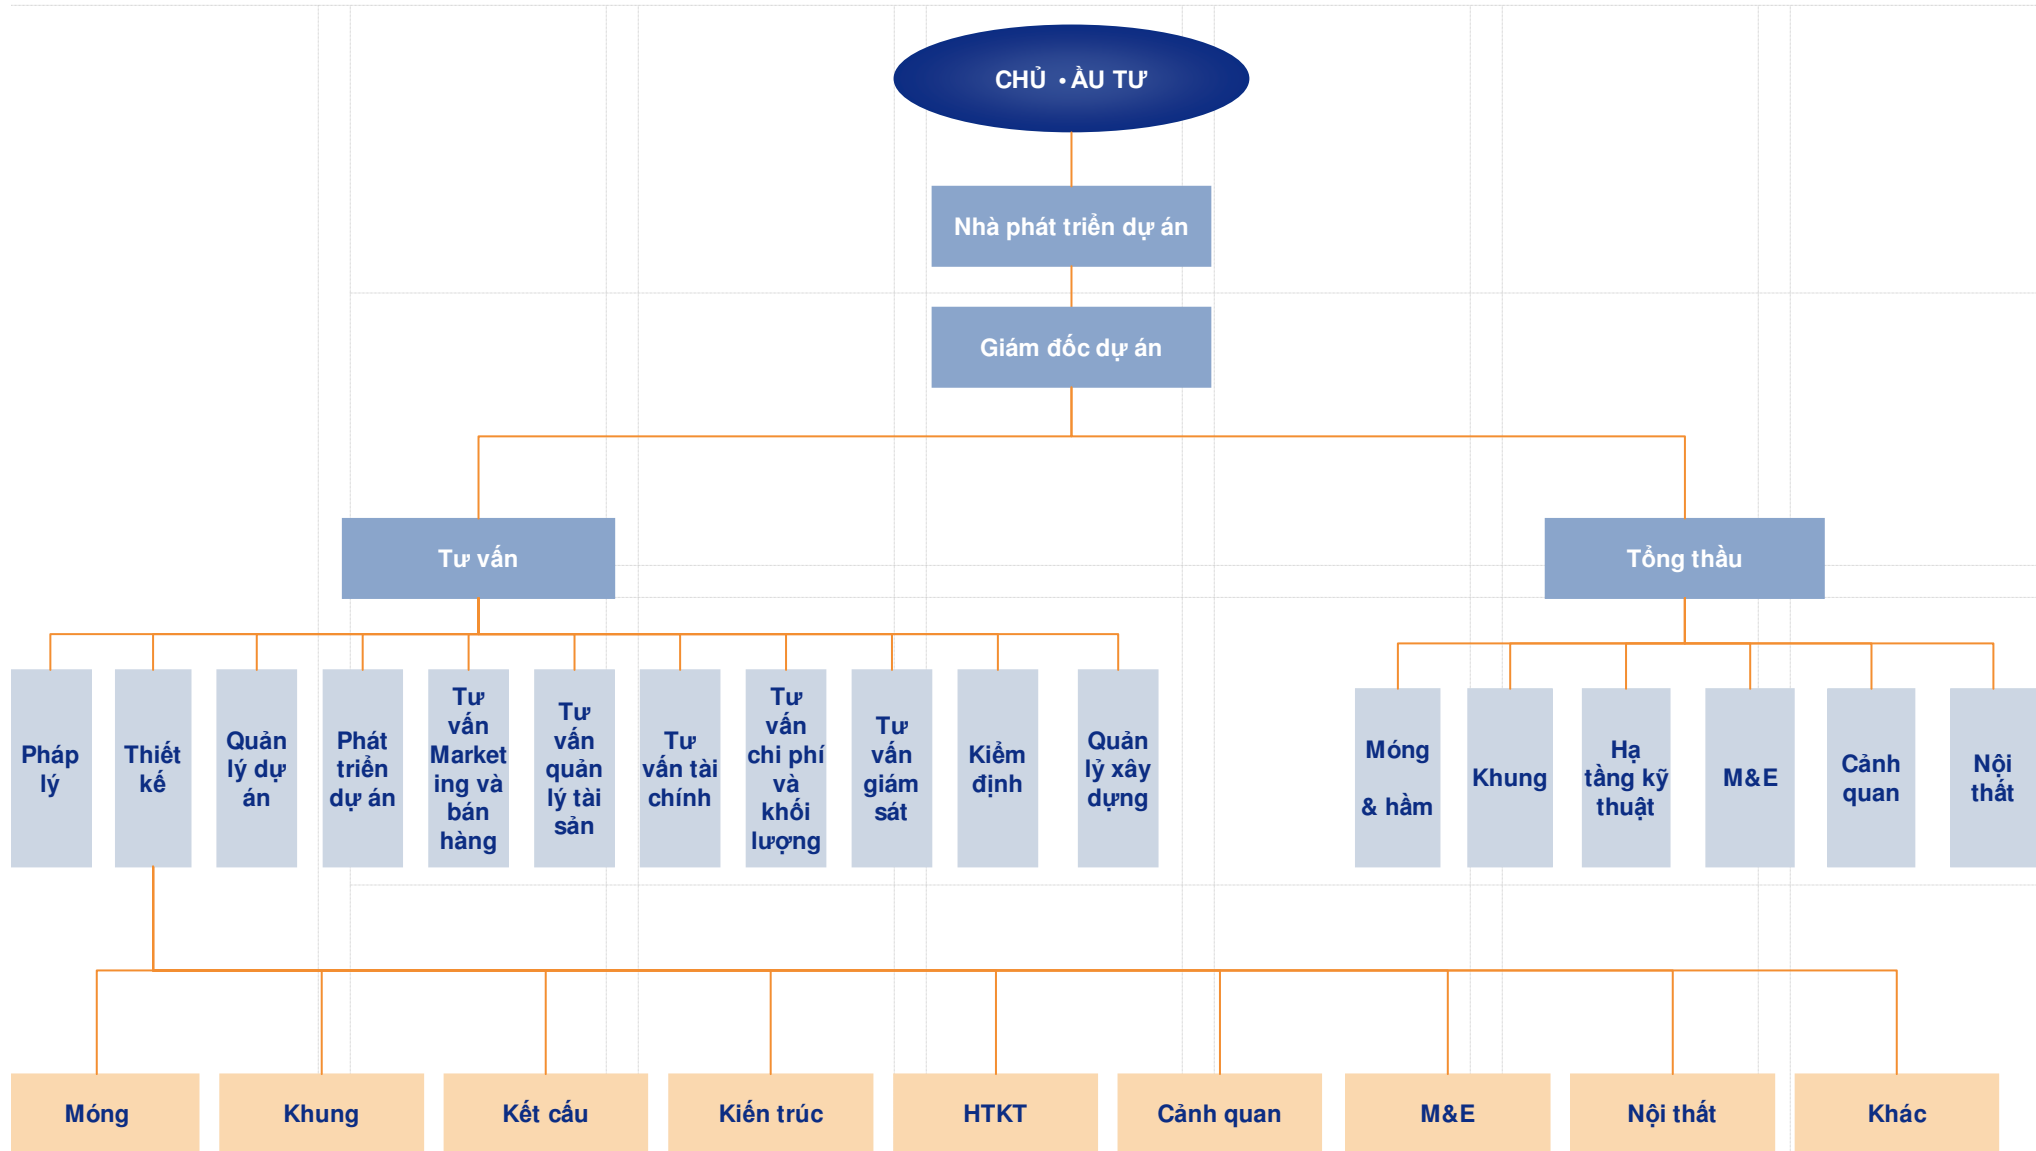 CHỦ •ẦU TƯ
Nhà phát triển dự án
Giám đốc dự án
Tư vấn
Tổng thầu
Pháp
lý
Thiết
kế
Quản
lý dự
án
Phát
triển
dự án
Tư
vấn
Market
ing và
bán
hàng
Tư
vấn
quản
lý tài
sản
Tư
vấn tài
chính
Tư
vấn
chi phí
và
khối
lượng
Tư
vấn
giám
sát
Kiểm
định
Quản
lỷ xây
dựng
Móng
& hầm
Khung
Hạ
tầng kỹ
thuật
M&E
Cảnh
quan
Nội
thất
Móng
Khung
Kết cấu
Kiến trúc
HTKT
Cảnh quan
M&E
Nội thất
Khác